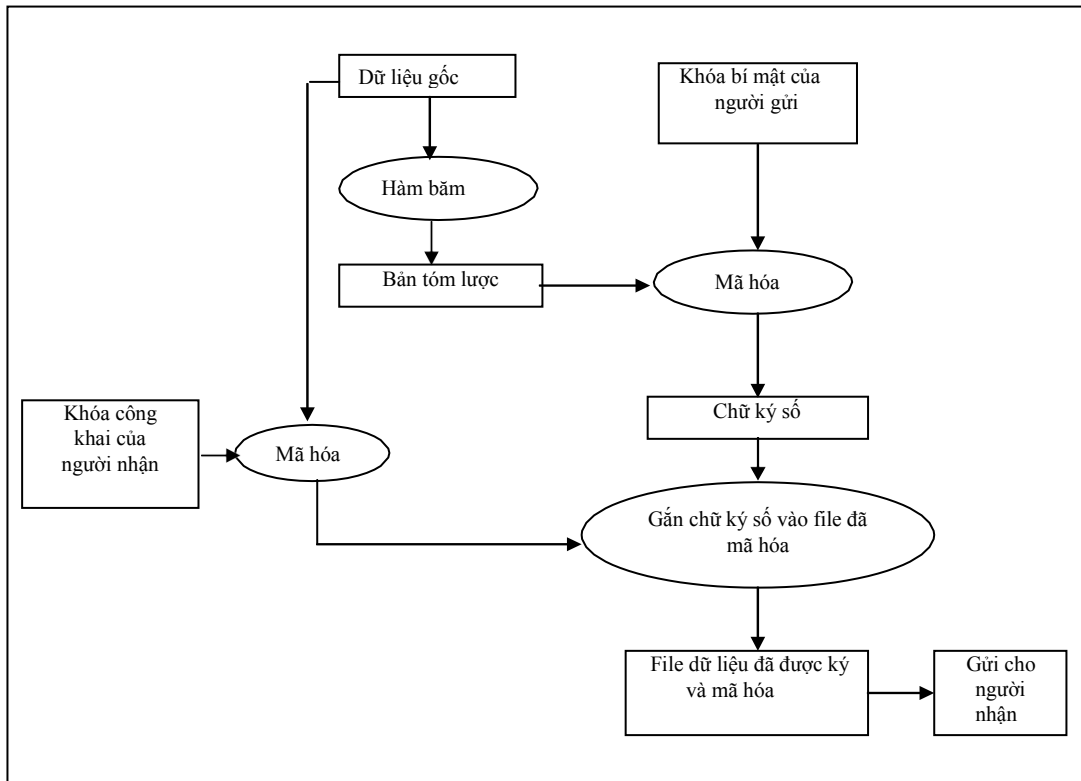 Dữ liệu gốc
Khóa bí mật của
người gửi
Hàm băm
Bản tóm lược
Mã hóa
Khóa công
khai của
người nhận
Mã hóa
Chữ ký số
Gắn chữ ký số vào file đã
mã hóa
File dữ liệu đã được ký
và mã hóa
Gửi cho
người
nhận